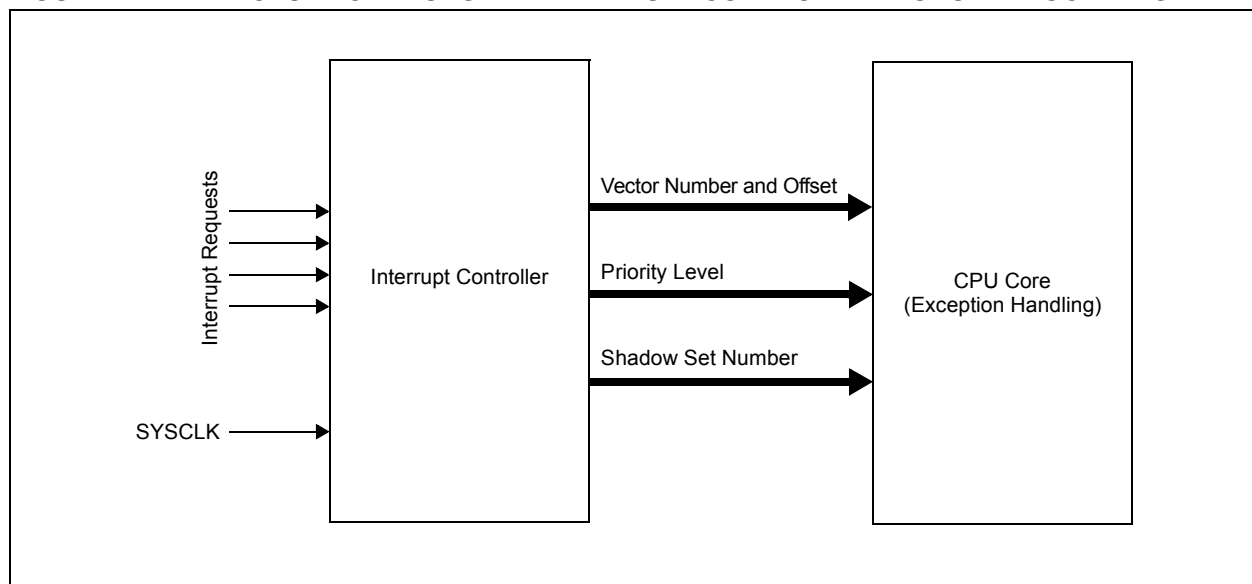 Interrupt Requests
SYSCLK
Interrupt Controller
Vector Number and Offset
Priority Level
Shadow Set Number
CPU Core
(Exception Handling)